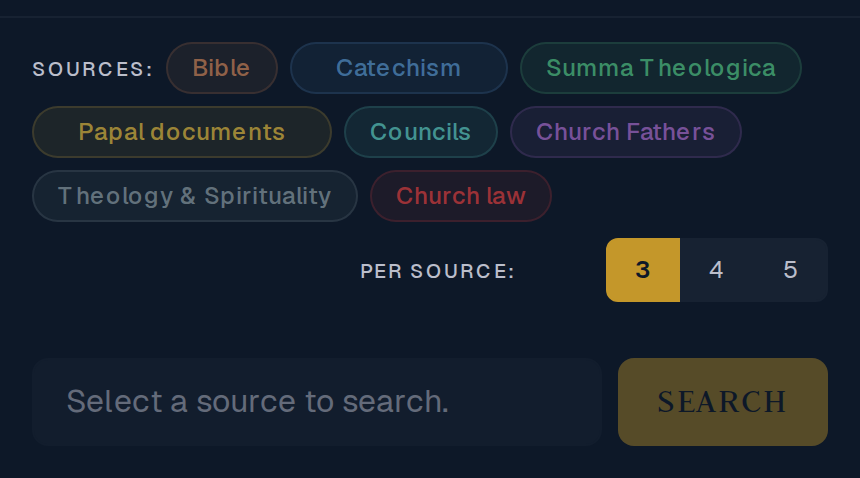 SOURCES: Bible Catechism Summa Theologica
Papal documents Councils Church Fathers
Theology & Spirituality Church law
PER SOURCE: 3 4 5
Select a source to search. SEARCH